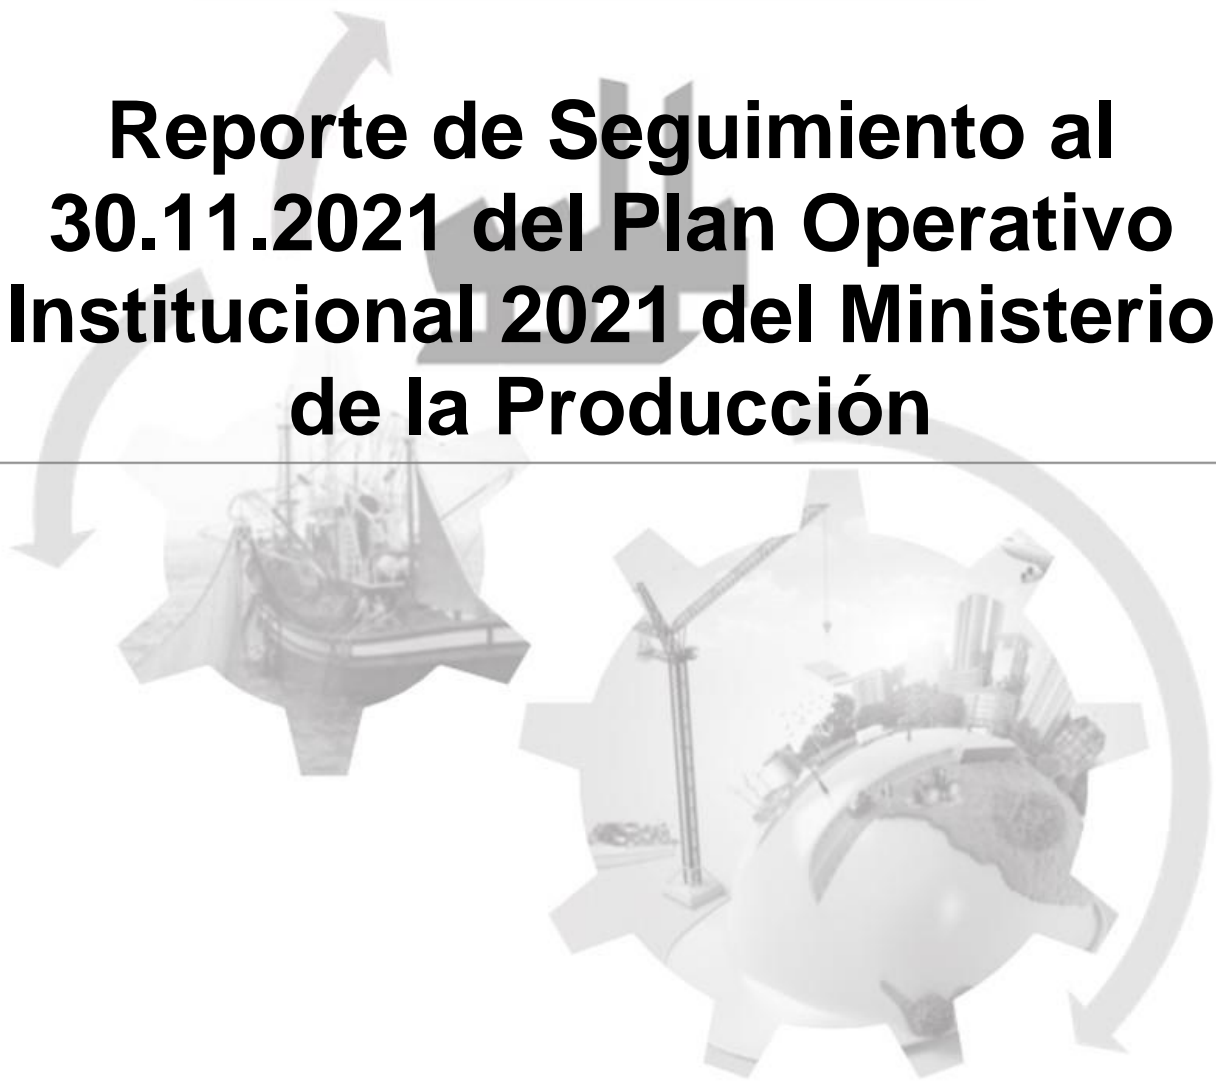 Reporte de Seguimiento al
30.11.2021 del Plan Operativo
Institucional 2021 del Ministerio
de la Producción